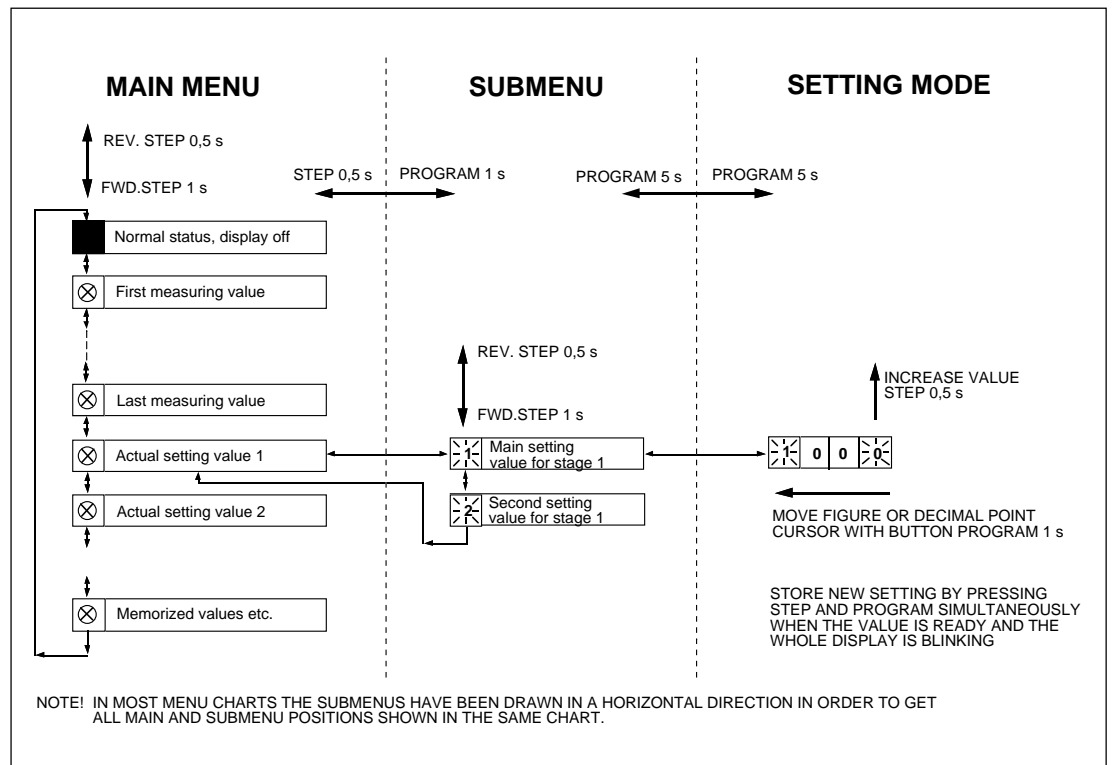 MAIN MENU
SUBMENU
SETTING MODE
REV. STEP 0,5 s
FWD.STEP 1 s
STEP 0,5 s
PROGRAM 1 s
PROGRAM 5 s
PROGRAM 5 s
Normal status, display off
First measuring value
Last measuring value
Actual setting value 1
Actual setting value 2
Memorized values etc.
REV. STEP 0,5 s
FWD.STEP 1 s
1
Main setting
value for stage 1
2
Second setting
value for stage 1
INCREASE VALUE
STEP 0,5 s
1 0 0 0
MOVE FIGURE OR DECIMAL POINT
CURSOR WITH BUTTON PROGRAM 1 s
STORE NEW SETTING BY PRESSING
STEP AND PROGRAM SIMULTANEOUSLY
WHEN THE VALUE IS READY AND THE
WHOLE DISPLAY IS BLINKING
NOTE! IN MOST MENU CHARTS THE SUBMENUS HAVE BEEN DRAWN IN A HORIZONTAL DIRECTION IN ORDER TO GET
ALL MAIN AND SUBMENU POSITIONS SHOWN IN THE SAME CHART.